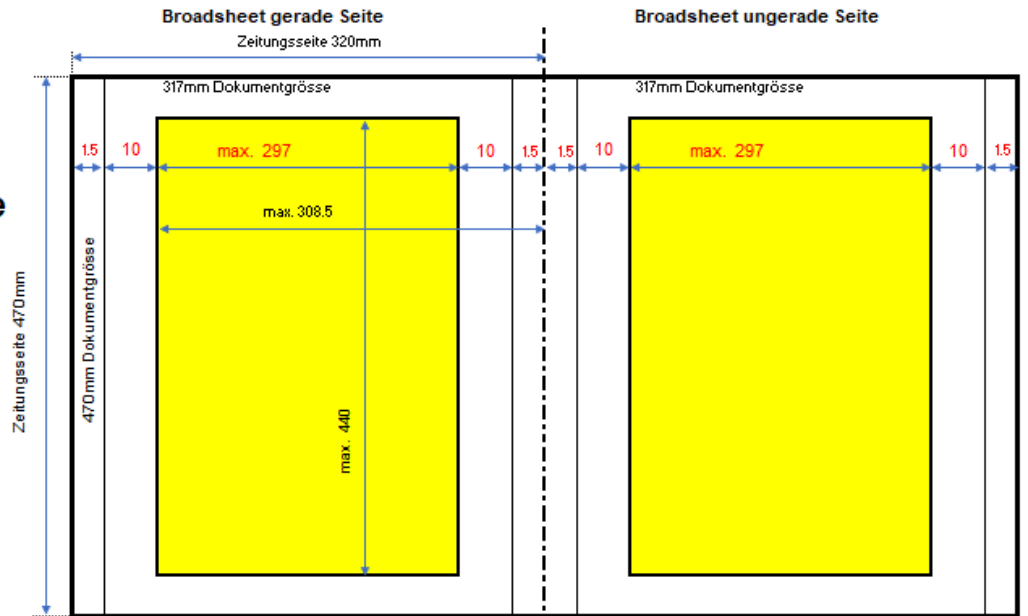 Broadsheet gerade Seite
Broadsheet ungerade Seite
Zeitungsseite 320mm
317mm Dokumentgrösse
317mm Dokumentgrösse
1.5
10
max. 297
10
1.5
1.5
10
max. 297
10
1.5
e
max. 308.5
470mm Dokumentgrösse
Zeitungsseite 470mm
max. 440